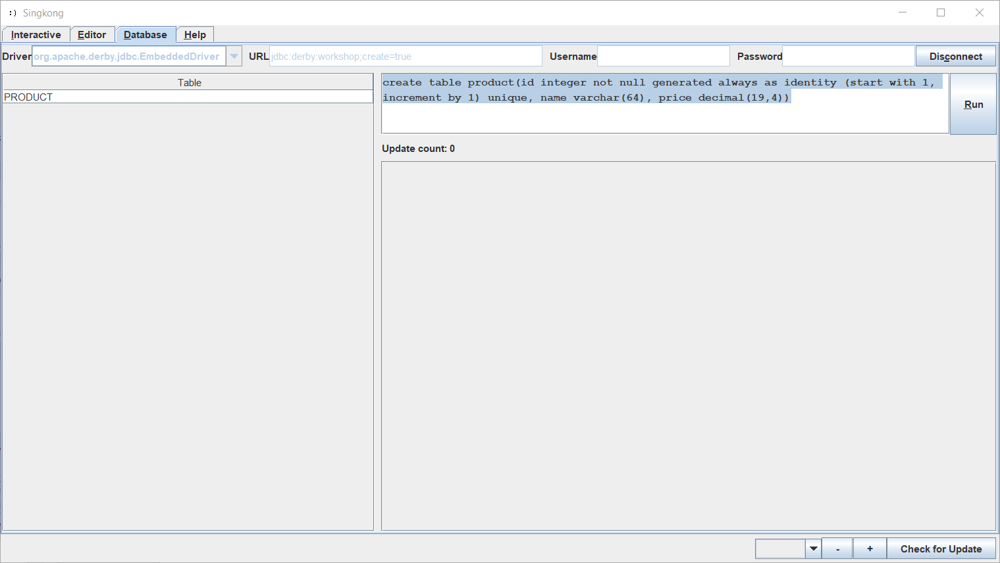 :) Singkong
Interactive Editor Database Help
Driver org.apache.derby.jdbc.EmbeddedDriver URL jdbc:derby:workshop;create=true Username Password Disconnect
Table
PRODUCT
create table product(id integer not null generated always as identity (start with 1,
increment by 1) unique, name varchar(64), price decimal(19,4))
Run
Update count: 0
- + Check for Update